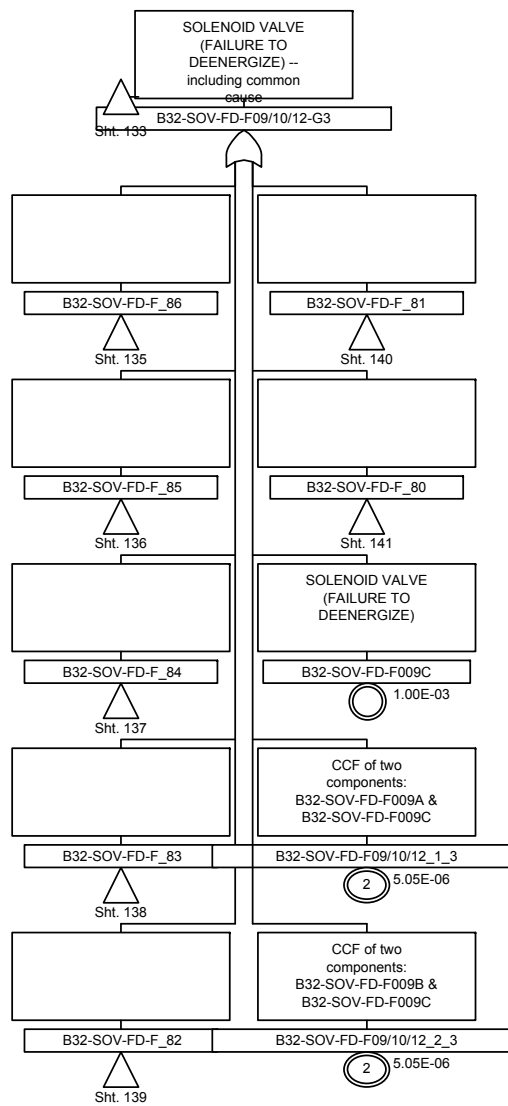 SOLENOID VALVE
(FAILURE TO
DEENERGIZE) --
including common
cause
Sht. 133
B32-SOV-FD-F09/10/12-G3
B32-SOV-FD-F_86
Sht. 135
B32-SOV-FD-F_81
Sht. 140
B32-SOV-FD-F_85
Sht. 136
B32-SOV-FD-F_80
Sht. 141
B32-SOV-FD-F_84
Sht. 137
SOLENOID VALVE
(FAILURE TO
DEENERGIZE)
B32-SOV-FD-F009C
1.00E-03
B32-SOV-FD-F_83
Sht. 138
CCF of two
components:
B32-SOV-FD-F009A &
B32-SOV-FD-F009C
B32-SOV-FD-F09/10/12_1_3
2
5.05E-06
B32-SOV-FD-F_82
Sht. 139
CCF of two
components:
B32-SOV-FD-F009B &
B32-SOV-FD-F009C
B32-SOV-FD-F09/10/12_2_3
2
5.05E-06